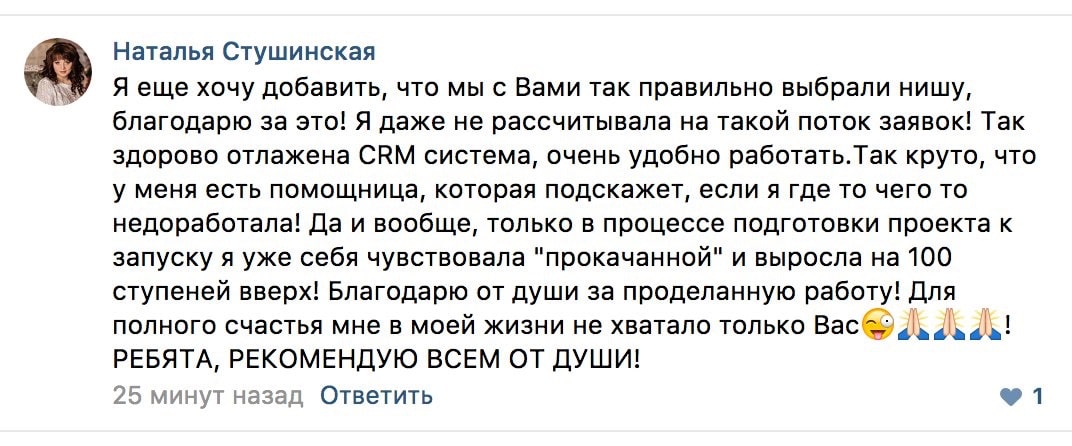 Наталья Стушинская
Я еще хочу добавить, что мы с Вами так правильно выбрали нишу,
благодарю за это! Я даже не рассчитывала на такой поток заявок! Так
здорово отлажена CRM система, очень удобно работать.Так круто, что
у меня есть помощница, которая подскажет, если я где то чего то
недоработала! Да и вообще, только в процессе подготовки проекта к
запуску я уже себя чувствовала "прокачанной" и выросла на 100
ступеней вверх! Благодарю от души за проделанную работу! Для
полного счастья мне в моей жизни не хватало только Вас😜🙏🙏🙏!
РЕБЯТА, РЕКОМЕНДУЮ ВСЕМ ОТ ДУШИ!
25 минут назад Ответить 1